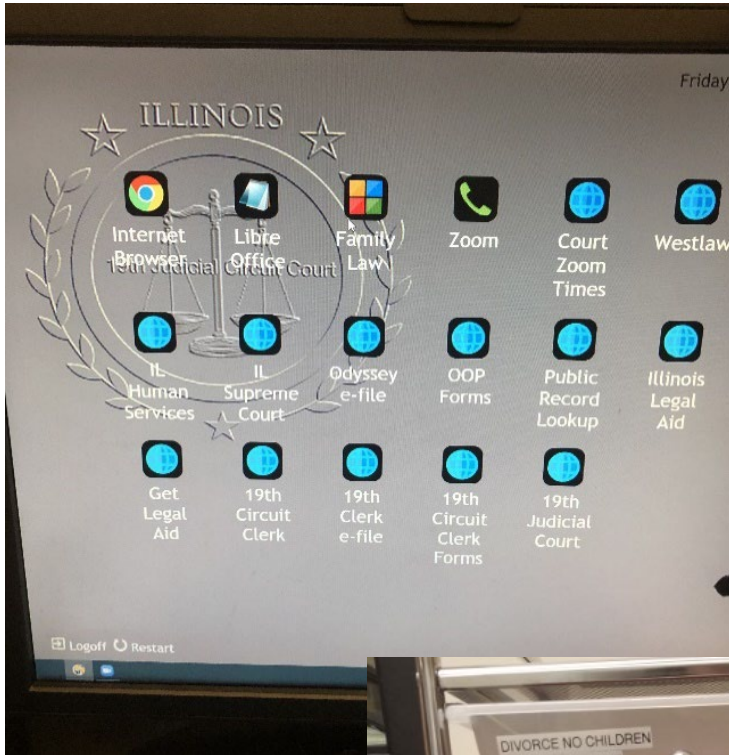 Friday
ILLINOIS
Internet Browser
Libre Office
Family Law
Zoom
Court Zoom Times
Westlaw
19th Judicial Circuit Court
IL Human Services
IL Supreme Court
Odyssey e-file
OOP Forms
Public Record Lookup
Illinois Legal Aid
Get Legal Aid
19th Circuit Clerk
19th Clerk e-file
19th Circuit Clerk Forms
19th Judicial Court
Logoff Restart
DIVORCE NO CHILDREN